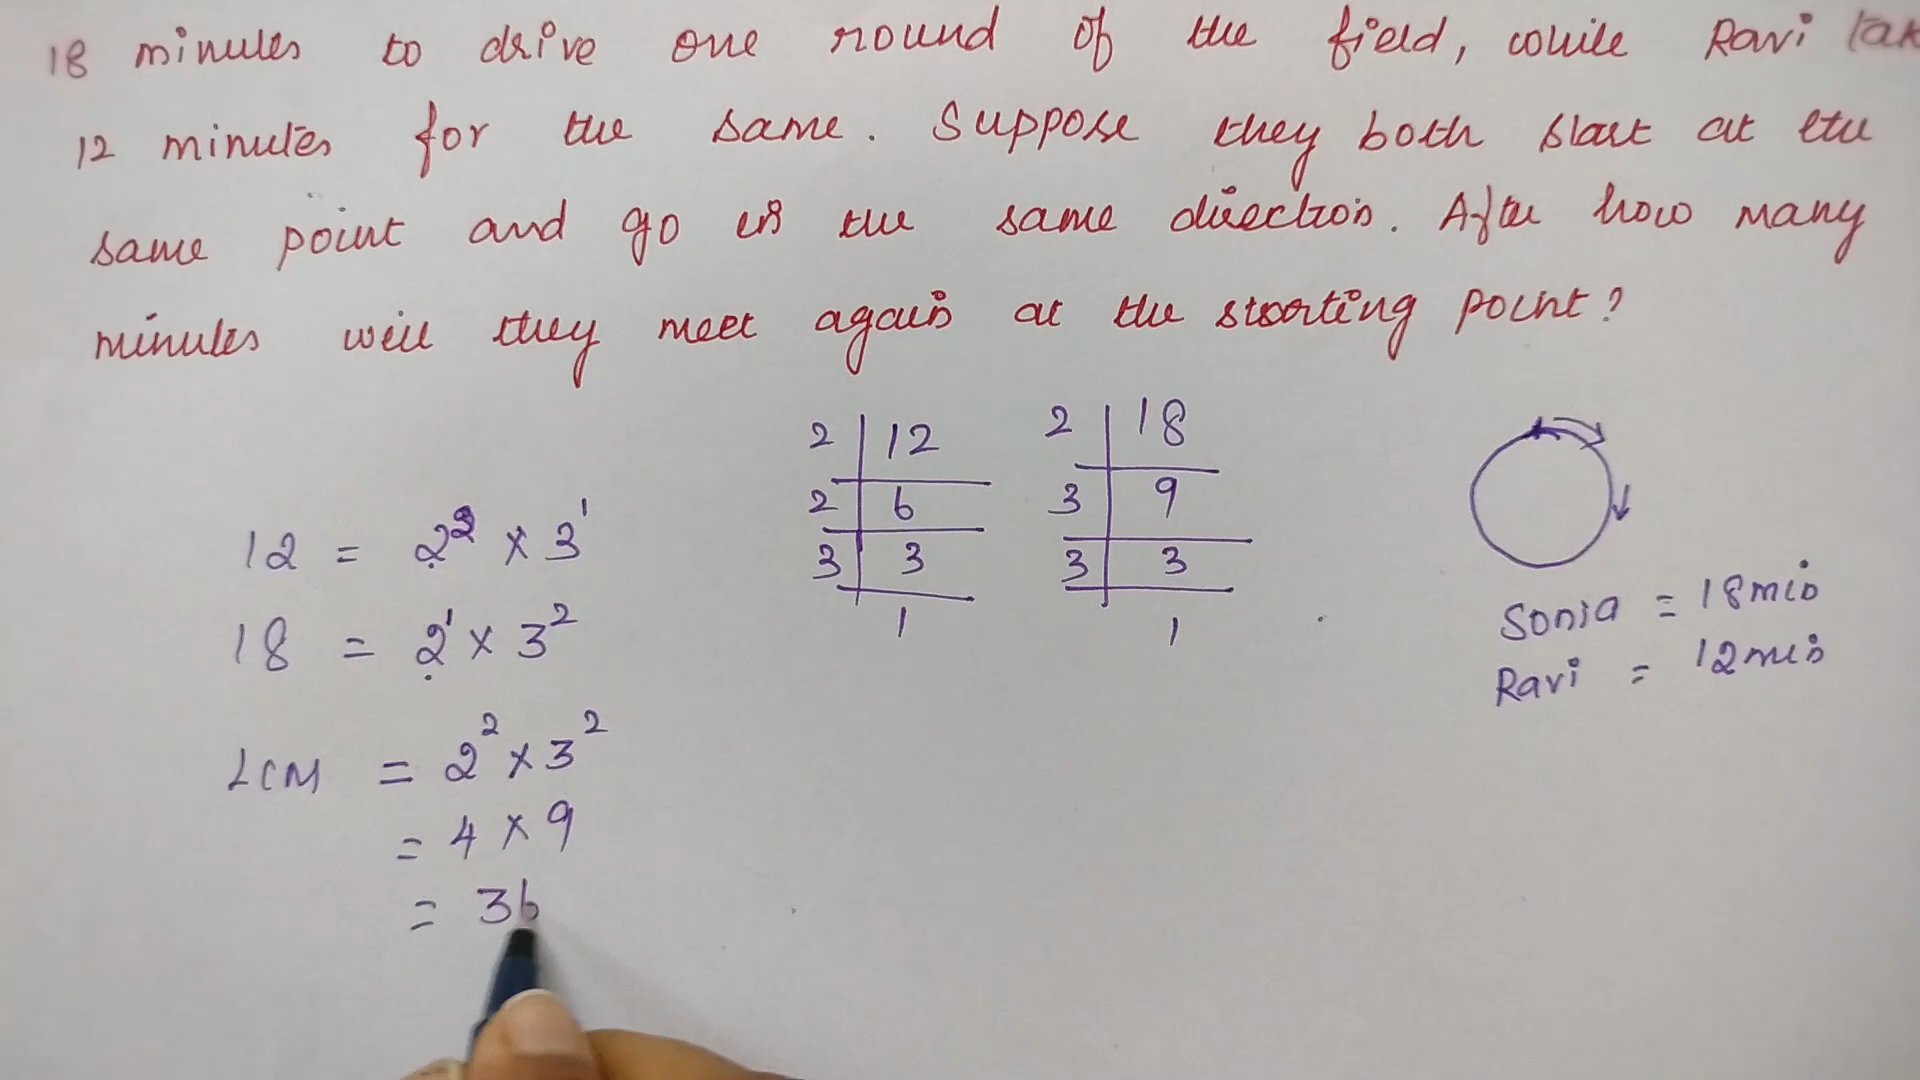 18 minutes to drive one round of the field, while Ravi
12 minutes for the same. Suppose they both start at the
same point and go in the same direction. After how many
minutes will they meet again at the starting point?
2 | 12
2 | 6
3 | 3
1
2 | 18
3 | 9
3 | 3
1
12 = 2² × 3¹
18 = 2¹ × 3²
LCM = 2² × 3²
= 4 × 9
= 36
Sonia = 18 min
Ravi = 12 min